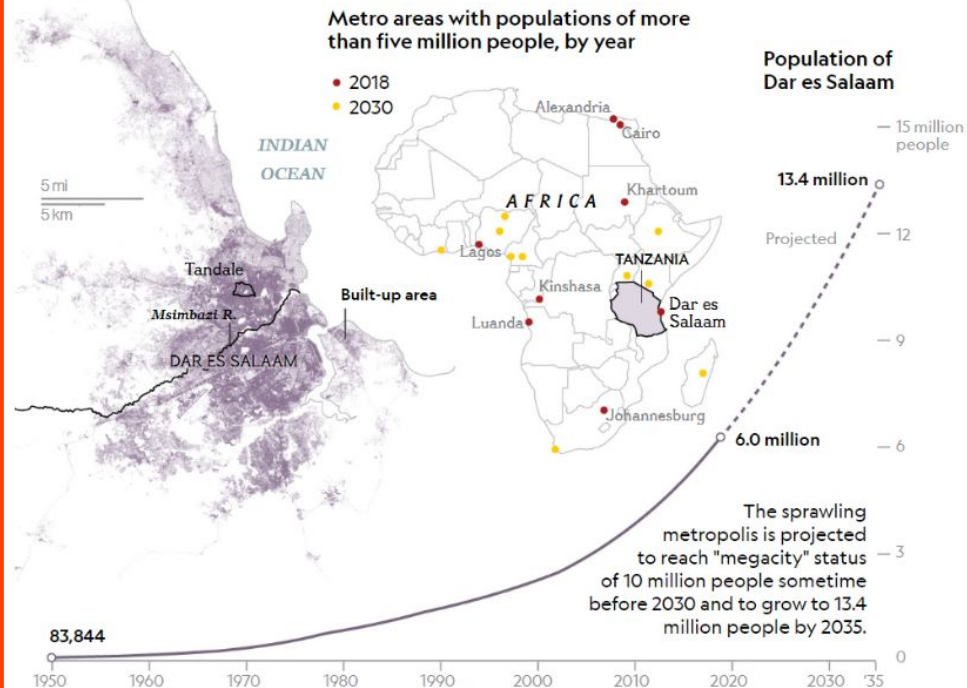 Metro areas with populations of more
than five million people, by year
2018
2030
Population of
Dar es Salaam
15 million
people
13.4 million
Projected
12
9
6.0 million
6
3
0
The sprawling
metropolis is projected
to reach "megacity" status
of 10 million people sometime
before 2030 and to grow to 13.4
million people by 2035.
INDIAN
OCEAN
5 mi
5 km
Tandale
Msimbazi R.
DAR ES SALAAM
Built-up area
Alexandria
Cairo
Khartoum
AFRICA
Lagos
TANZANIA
Kinshasa
Dar es
Salaam
Luanda
Johannesburg
83,844
1950 1960 1970 1980 1990 2000 2010 2020 2030 35